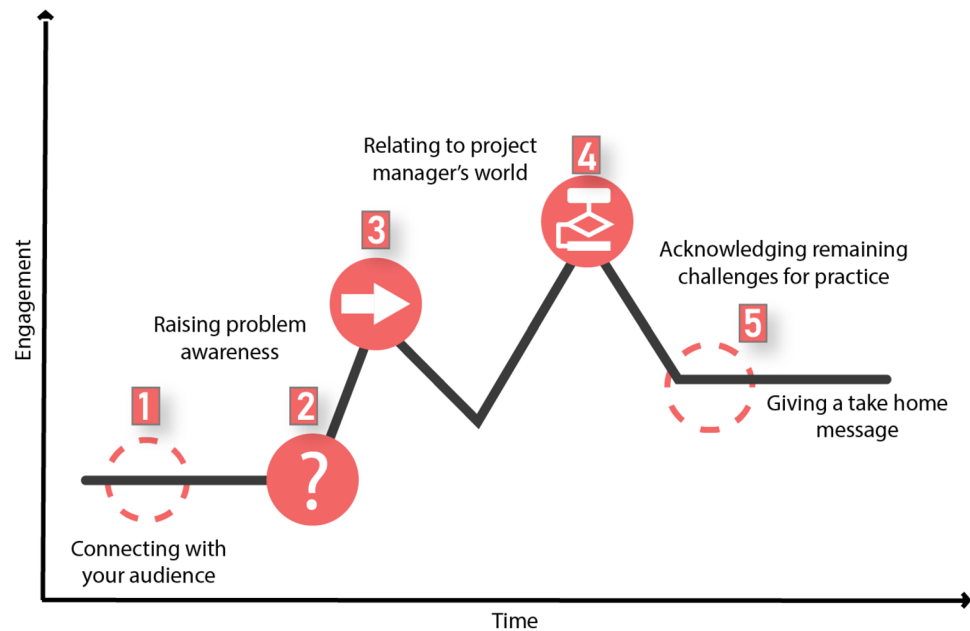 Engagement
Relating to project
manager's world
4
3
Acknowledging remaining
challenges for practice
5
Raising problem
awareness
1
2
?
Giving a take home
message
Connecting with
your audience
Time